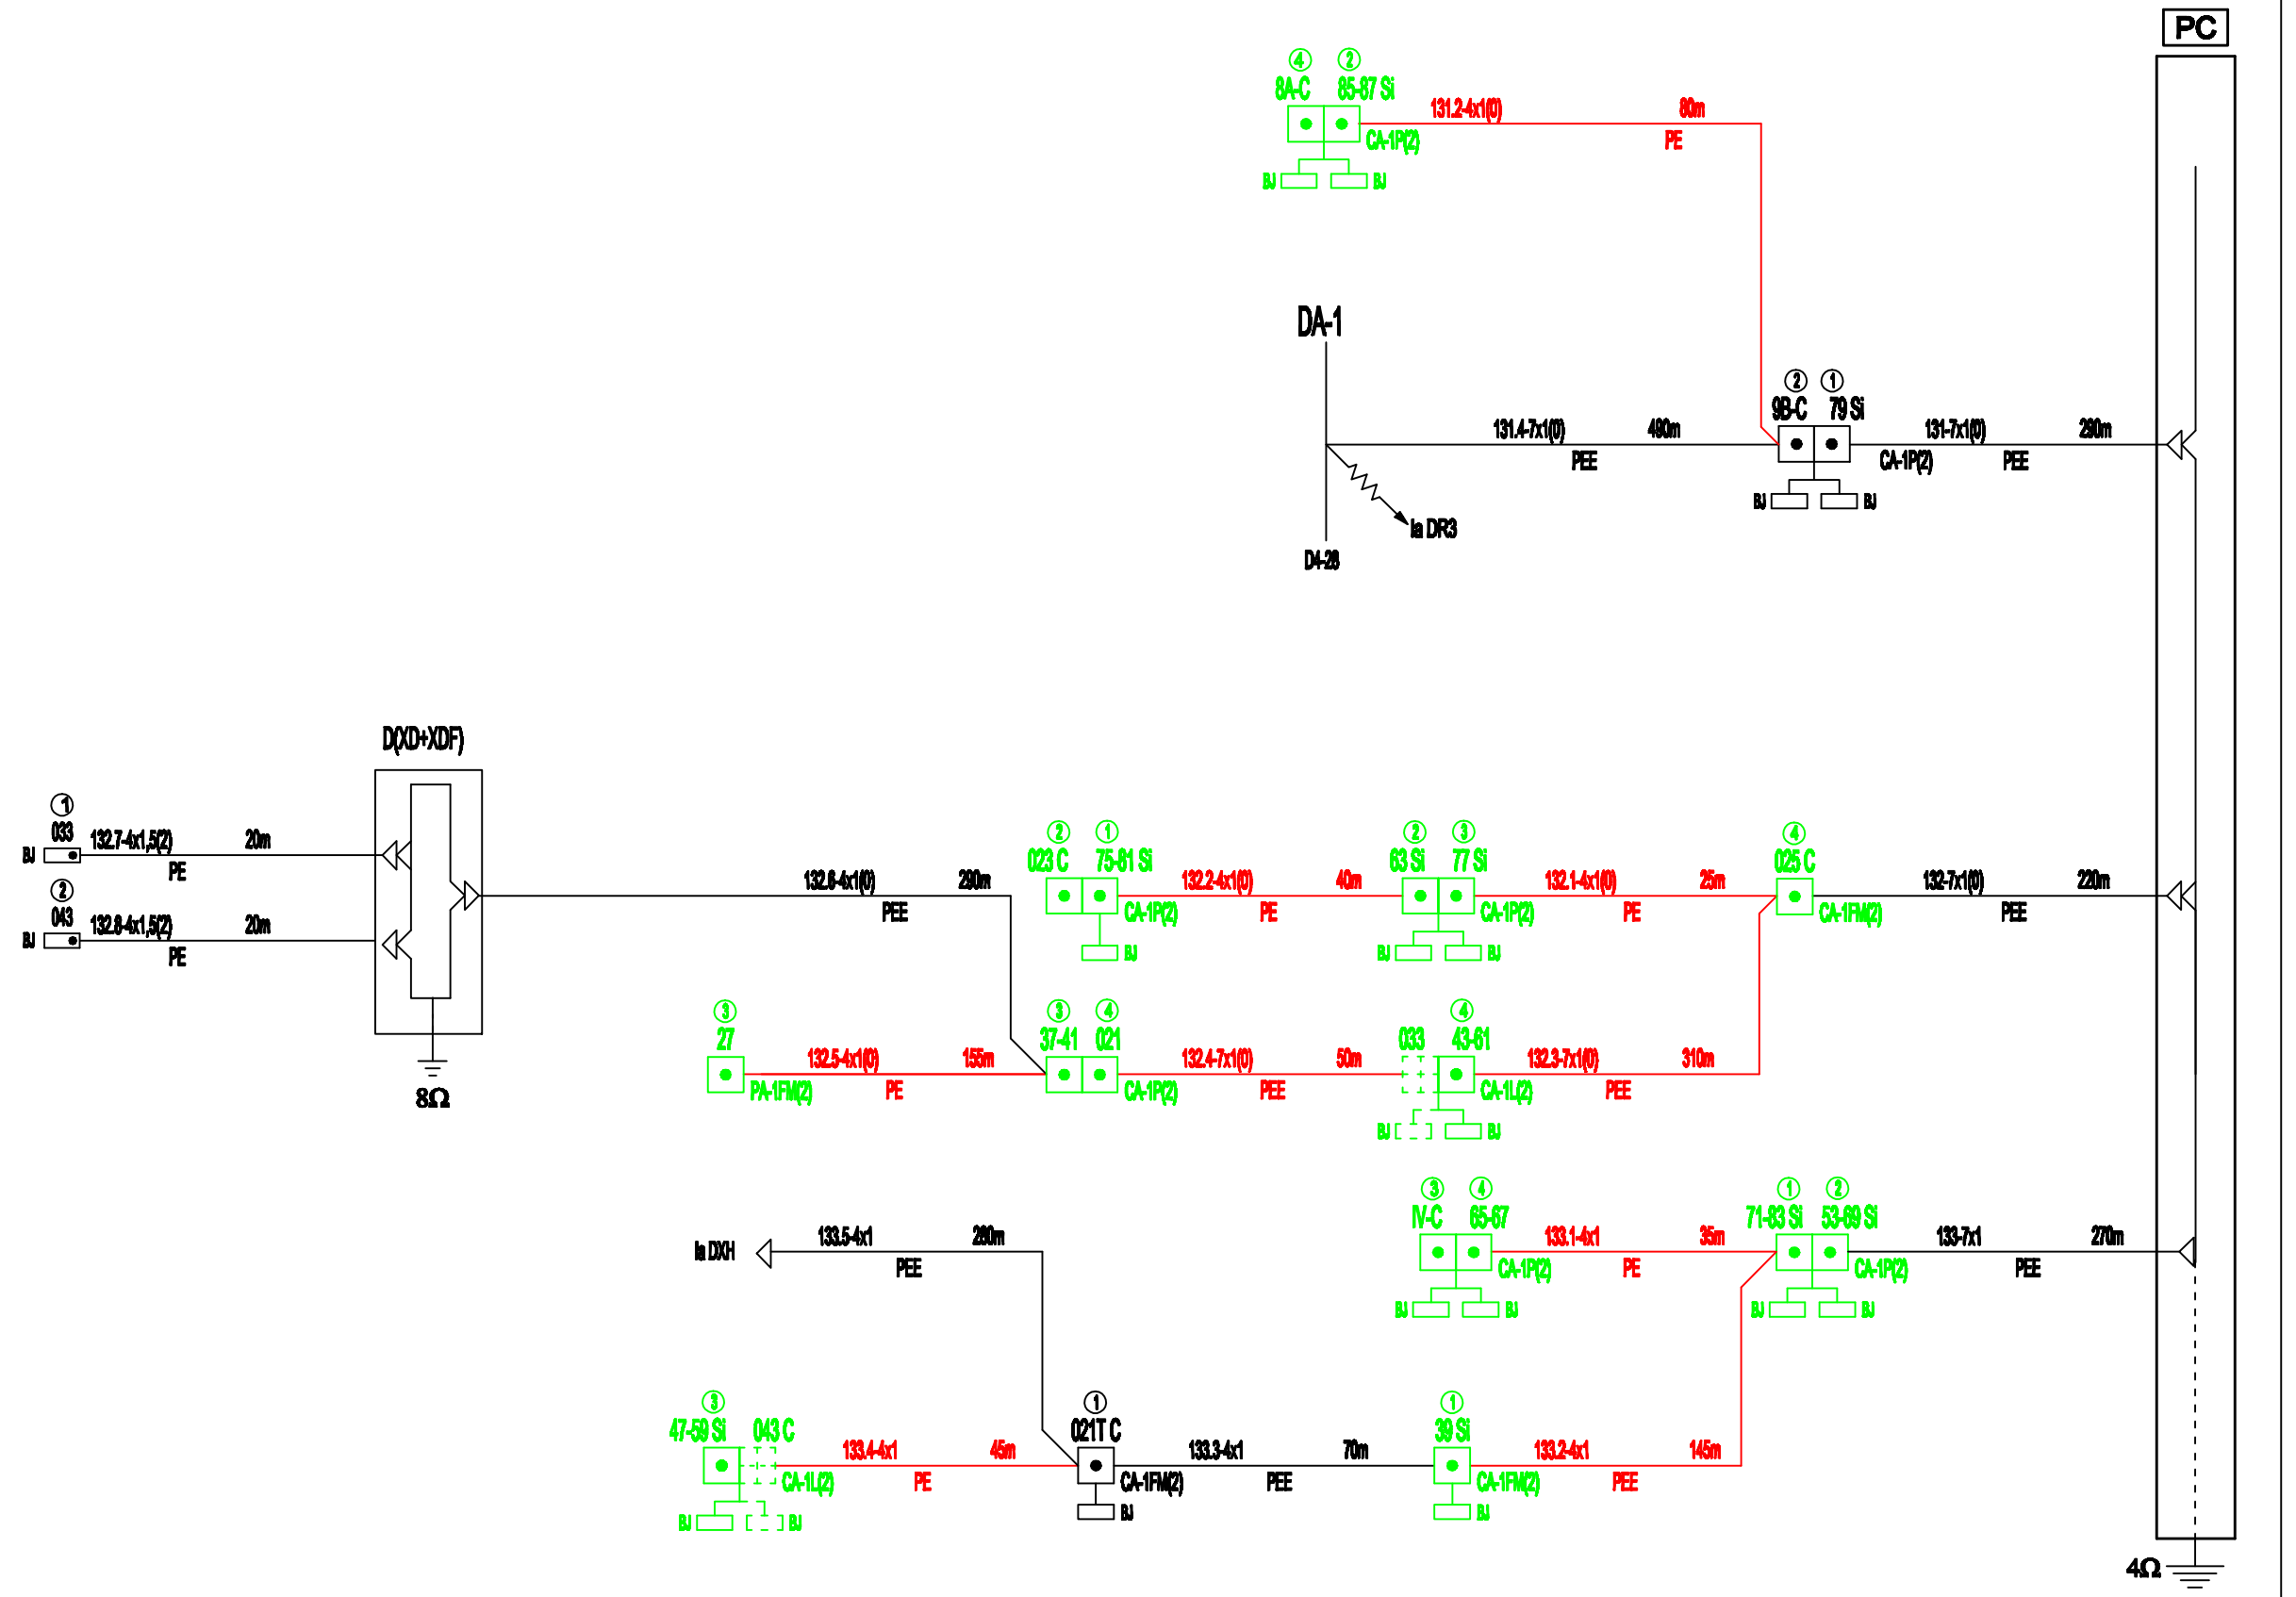 PC
4 2
8A-C 85-87 Si
131.2-4x1(0) 80m
CA-1P(2) PE
BJ BJ
DA-1
2 1
9B-C 79 Si
131.4-7x1(0) 490m
PEE
131-7x1(0) 290m
CA-1P(2) PEE
BJ BJ
la DR3
D4-28
D(XD+XDF)
1
033
132.7-4x1,5(2) 20m
BJ
PE
2
043
132.8-4x1,5(2) 20m
BJ
PE
8Ω
132.6-4x1(0) 290m
PEE
2 1
023 C 75-81 Si
132.2-4x1(0) 40m
CA-1P(2) PE
BJ
2 3
63 Si 77 Si
132.1-4x1(0) 25m
CA-1P(2) PE
BJ BJ
4
025 C
132-7x1(0) 220m
CA-1FM(2) PEE
3
27
132.5-4x1(0) 155m
PA-1FM(2) PE
3 4
37-41 021
132.4-7x1(0) 50m
CA-1P(2) PEE
4
033 43-61
132.3-7x1(0) 310m
CA-1L(2) PEE
BJ BJ
3 4
IV-C 65-67
133.1-4x1 35m
CA-1P(2) PE
BJ BJ
1 2
71-83 Si 53-69 Si
133-7x1 270m
CA-1P(2) PEE
BJ BJ
la DXH
133.5-4x1 280m
PEE
3
47-59 Si 043 C
133.4-4x1 45m
CA-1L(2) PE
BJ BJ
1
021T C
133.3-4x1 70m
CA-1FM(2) PEE
BJ
1
39 Si
133.2-4x1 145m
CA-1FM(2) PEE
BJ
4Ω